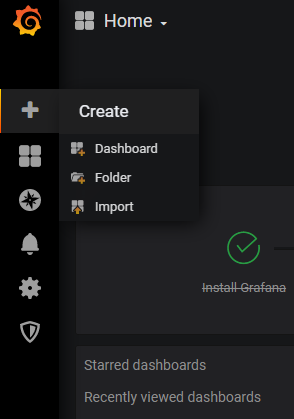 Home
Create
Dashboard
Folder
Import
Install Grafana
Starred dashboards
Recently viewed dashboards